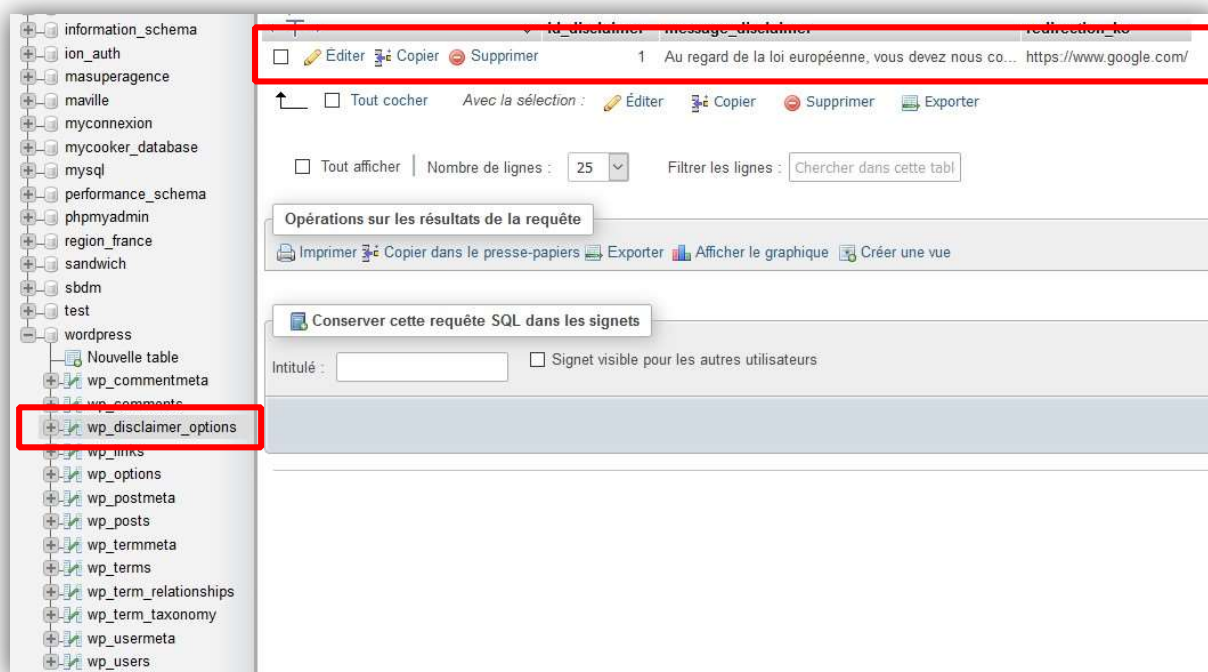 information_schema
ion_auth
masuperagence
maville
myconnexion
mycooker_database
mysql
performance_schema
phpmyadmin
region_france
sandwich
sbdm
test
wordpress
Nouvelle table
wp_commentmeta
wp_comments
wp_disclaimer_options
wp_links
wp_options
wp_postmeta
wp_posts
wp_termmeta
wp_terms
wp_term_relationships
wp_term_taxonomy
wp_usermeta
wp_users
id_disclaimer message_disclaimer redirection_ko
Éditer Copier Supprimer 1 Au regard de la loi européenne, vous devez nous co... https://www.google.com/
Tout cocher Avec la sélection : Éditer Copier Supprimer Exporter
Tout afficher Nombre de lignes : 25 Filtrer les lignes : Chercher dans cette tabl
Opérations sur les résultats de la requête
Imprimer Copier dans le presse-papiers Exporter Afficher le graphique Créer une vue
Conserver cette requête SQL dans les signets
Intitulé : Signet visible pour les autres utilisateurs